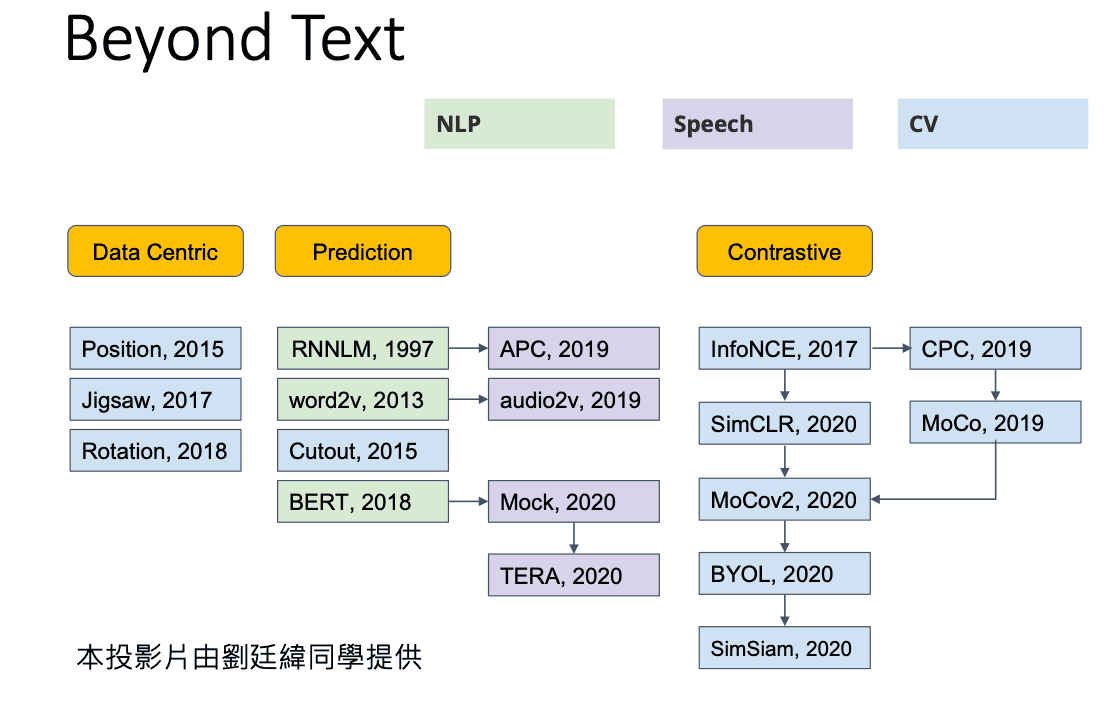 Beyond Text
NLP
Speech
CV
Data Centric
Prediction
Contrastive
Position, 2015
Jigsaw, 2017
Rotation, 2018
RNNLM, 1997
word2v, 2013
Cutout, 2015
BERT, 2018
APC, 2019
audio2v, 2019
Mock, 2020
TERA, 2020
InfoNCE, 2017
SimCLR, 2020
MoCov2, 2020
BYOL, 2020
SimSiam, 2020
CPC, 2019
MoCo, 2019
本投影片由劉廷緯同學提供